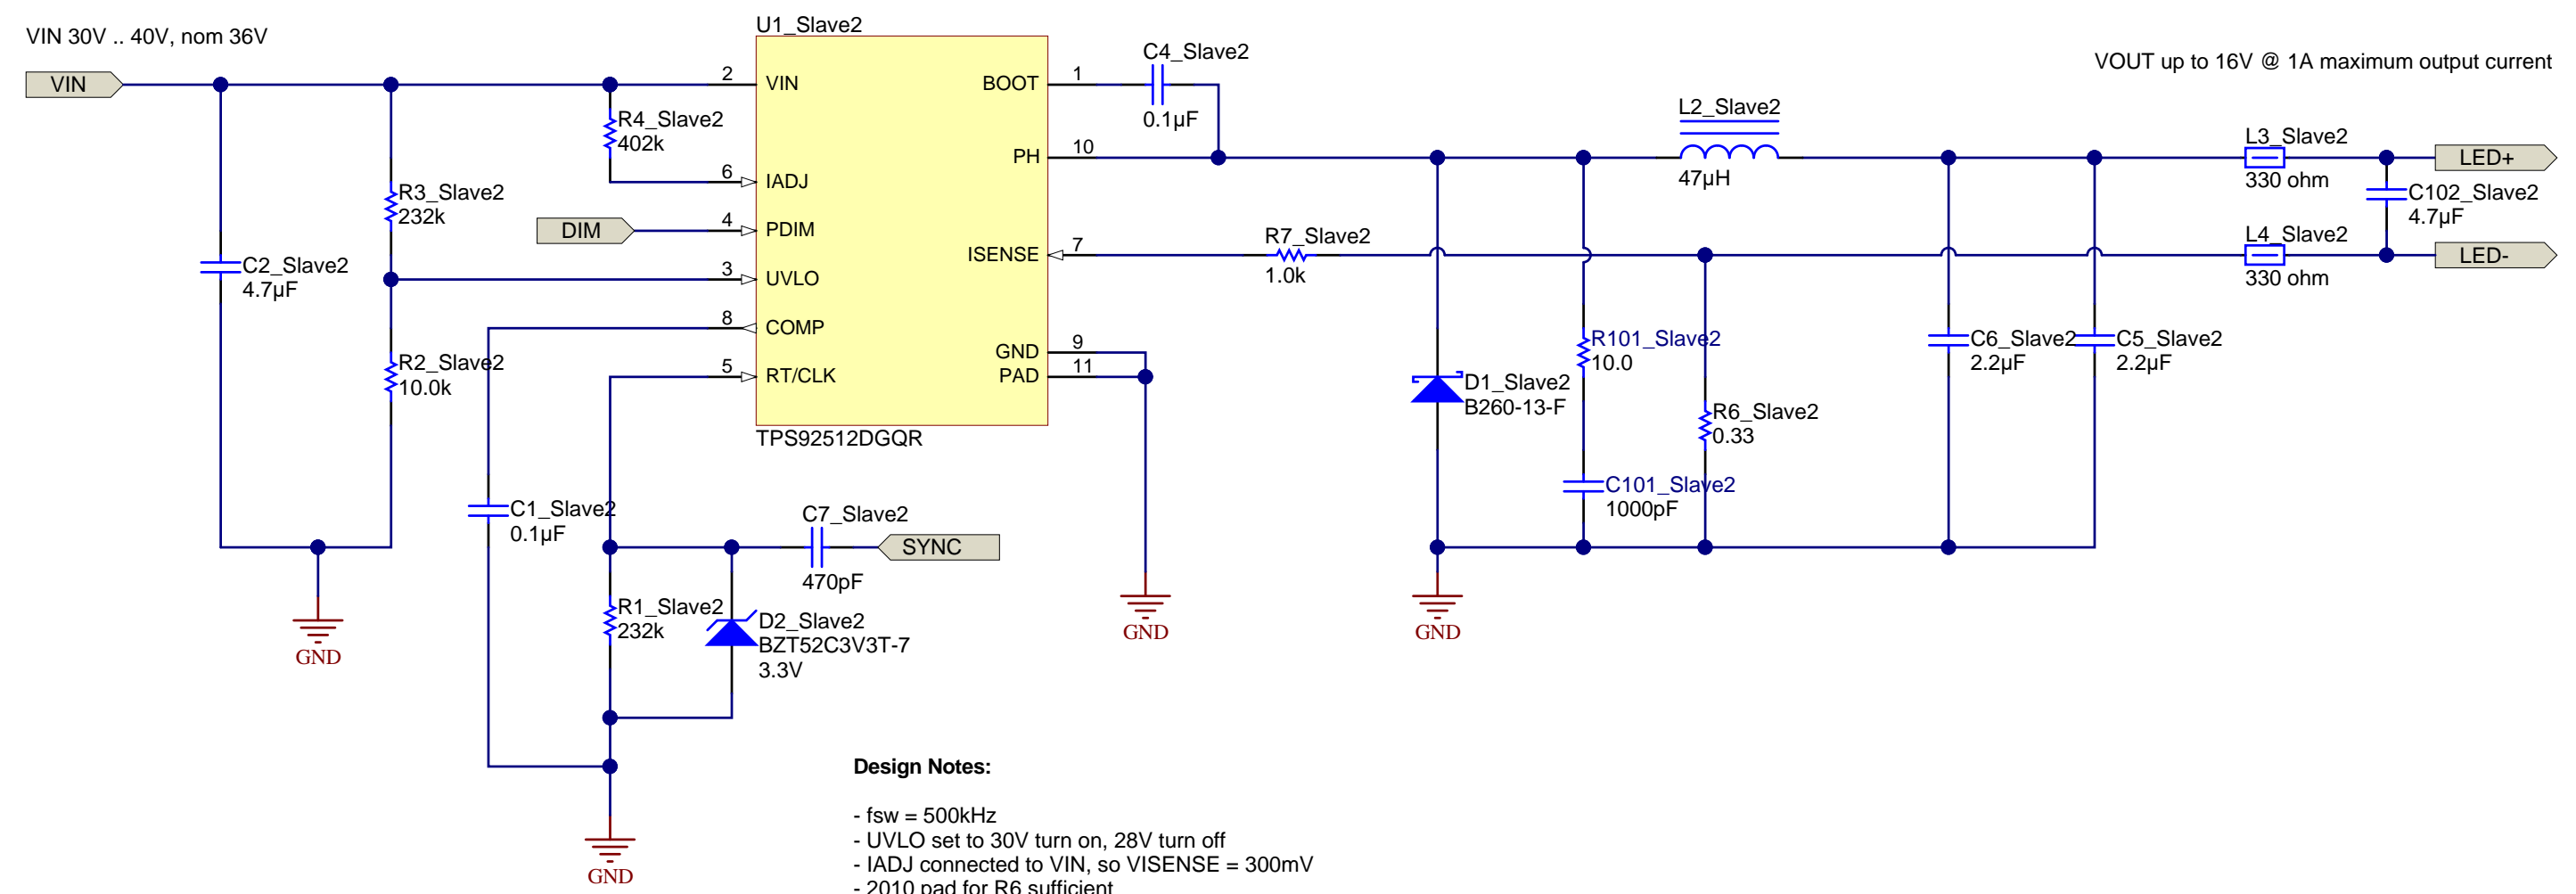 VIN 30V .. 40V, nom 36V
VIN
U1_Slave2
2
VIN
BOOT
1
C4_Slave2
0.1µF
VOUT up to 16V @ 1A maximum output current
R4_Slave2
402k
PH
10
L2_Slave2
47µH
L3_Slave2
330 ohm
LED+
6
IADJ
R3_Slave2
232k
C102_Slave2
4.7µF
DIM
4
PDIM
ISENSE
7
R7_Slave2
1.0k
L4_Slave2
330 ohm
LED-
C2_Slave2
4.7µF
3
UVLO
8
COMP
R2_Slave2
10.0k
GND
9
5
RT/CLK
PAD
11
TPS92512DGQR
D1_Slave2
B260-13-F
R101_Slave2
10.0
R6_Slave2
0.33
C6_Slave2
2.2µF
C5_Slave2
2.2µF
C101_Slave2
1000pF
C1_Slave2
0.1µF
C7_Slave2
470pF
SYNC
R1_Slave2
232k
D2_Slave2
BZT52C3V3T-7
3.3V
GND
GND
GND
GND
Design Notes:
- fsw = 500kHz
- UVLO set to 30V turn on, 28V turn off
- IADJ connected to VIN, so VISENSE = 300mV
- 2010 pad for R6 sufficient